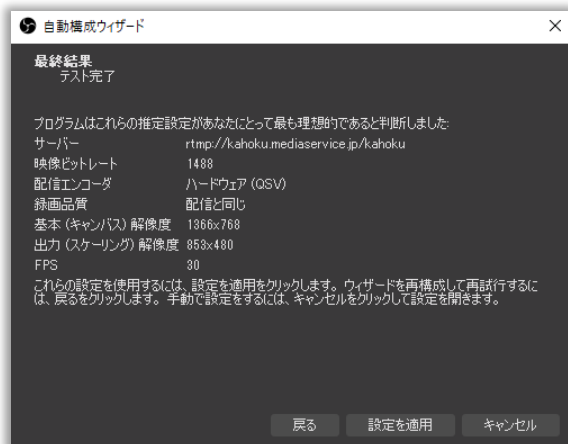 自動構成ウィザード
最終結果
テスト完了
プログラムはこれらの推定設定があなたにとって最も理想的であると判断しました:
サーバー rtmp://kahoku.mediaservice.jp/kahoku
映像ビットレート 1488
配信エンコーダ ハードウェア (QSV)
録画品質 配信と同じ
基本 (キャンバス) 解像度 1366x768
出力 (スケーリング) 解像度 853x480
FPS 30
これらの設定を使用するには、設定を適用をクリックします。ウィザードを再構成して再試行するに
は、戻るをクリックします。手動で設定をするには、キャンセルをクリックして設定を開きます。
戻る 設定を適用 キャンセル